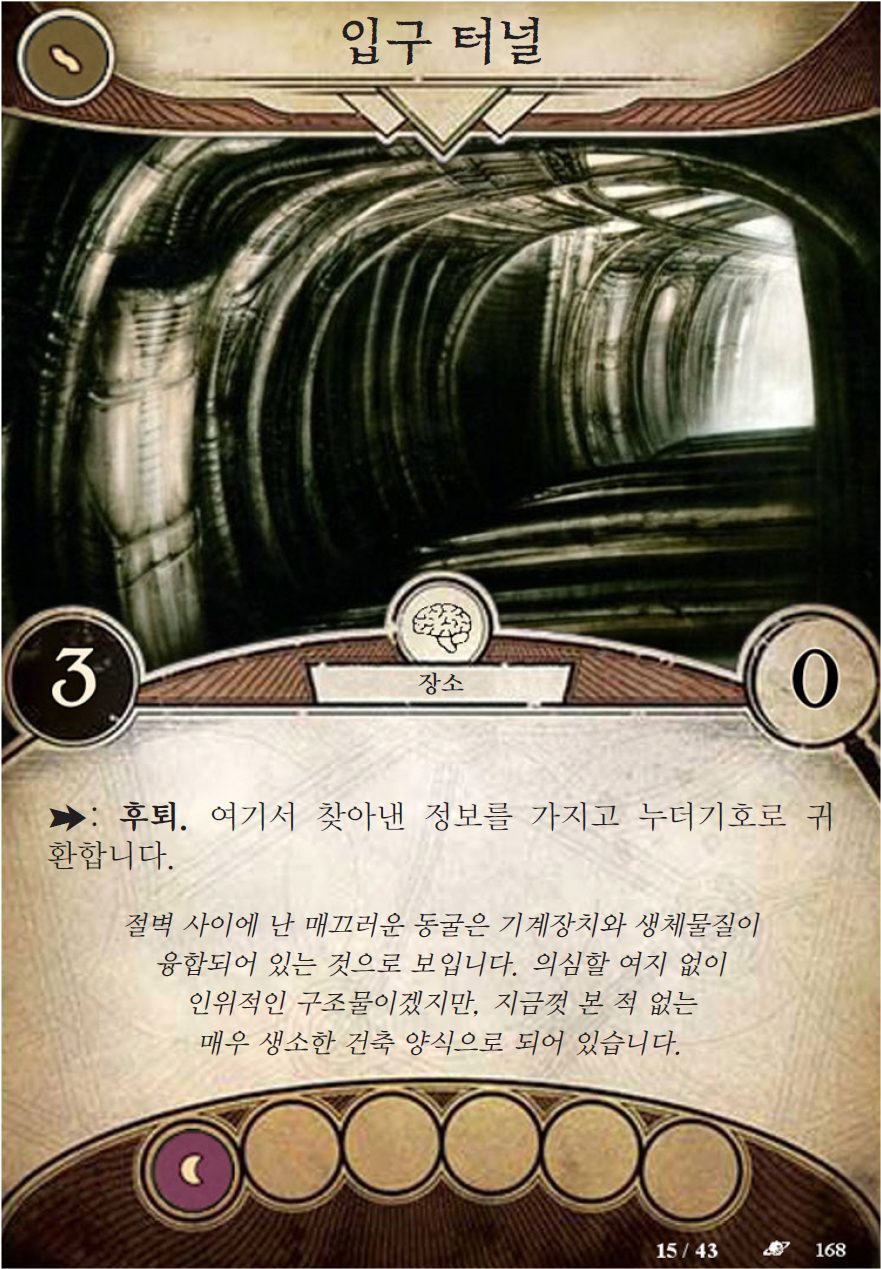 입구 터널
3
장소
0
: 후퇴. 여기서 찾아낸 정보를 가지고 누더기호로 귀
환합니다.
절벽 사이에 난 매끄러운 동굴은 기계장치와 생체물질이
융합되어 있는 것으로 보입니다. 의심할 여지 없이
인위적인 구조물이겠지만, 지금껏 본 적 없는
매우 생소한 건축 양식으로 되어 있습니다.
15 / 43 168